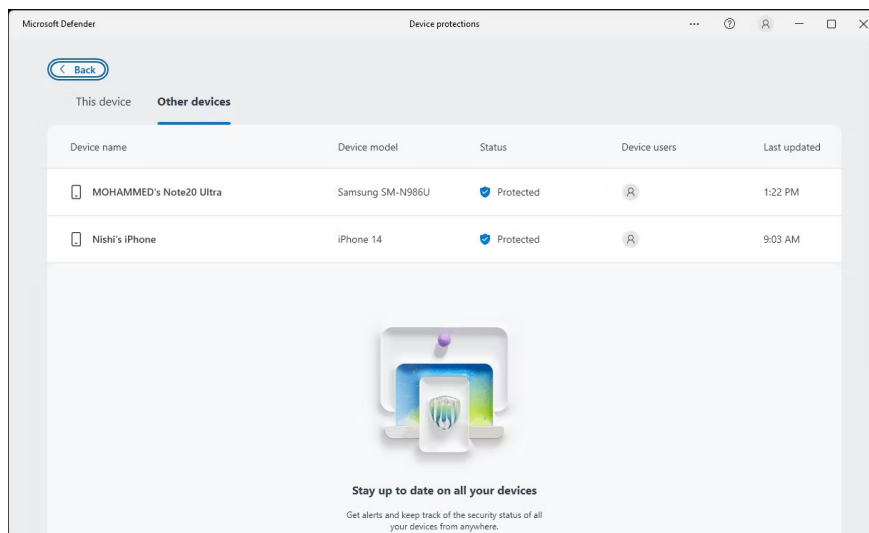 Microsoft Defender
Device protections
Back
This device Other devices
Device name Device model Status Device users Last updated
MOHAMMED's Note20 Ultra Samsung SM-N986U Protected 1:22 PM
Nishi's iPhone iPhone 14 Protected 9:03 AM
Stay up to date on all your devices
Get alerts and keep track of the security status of all
your devices from anywhere.